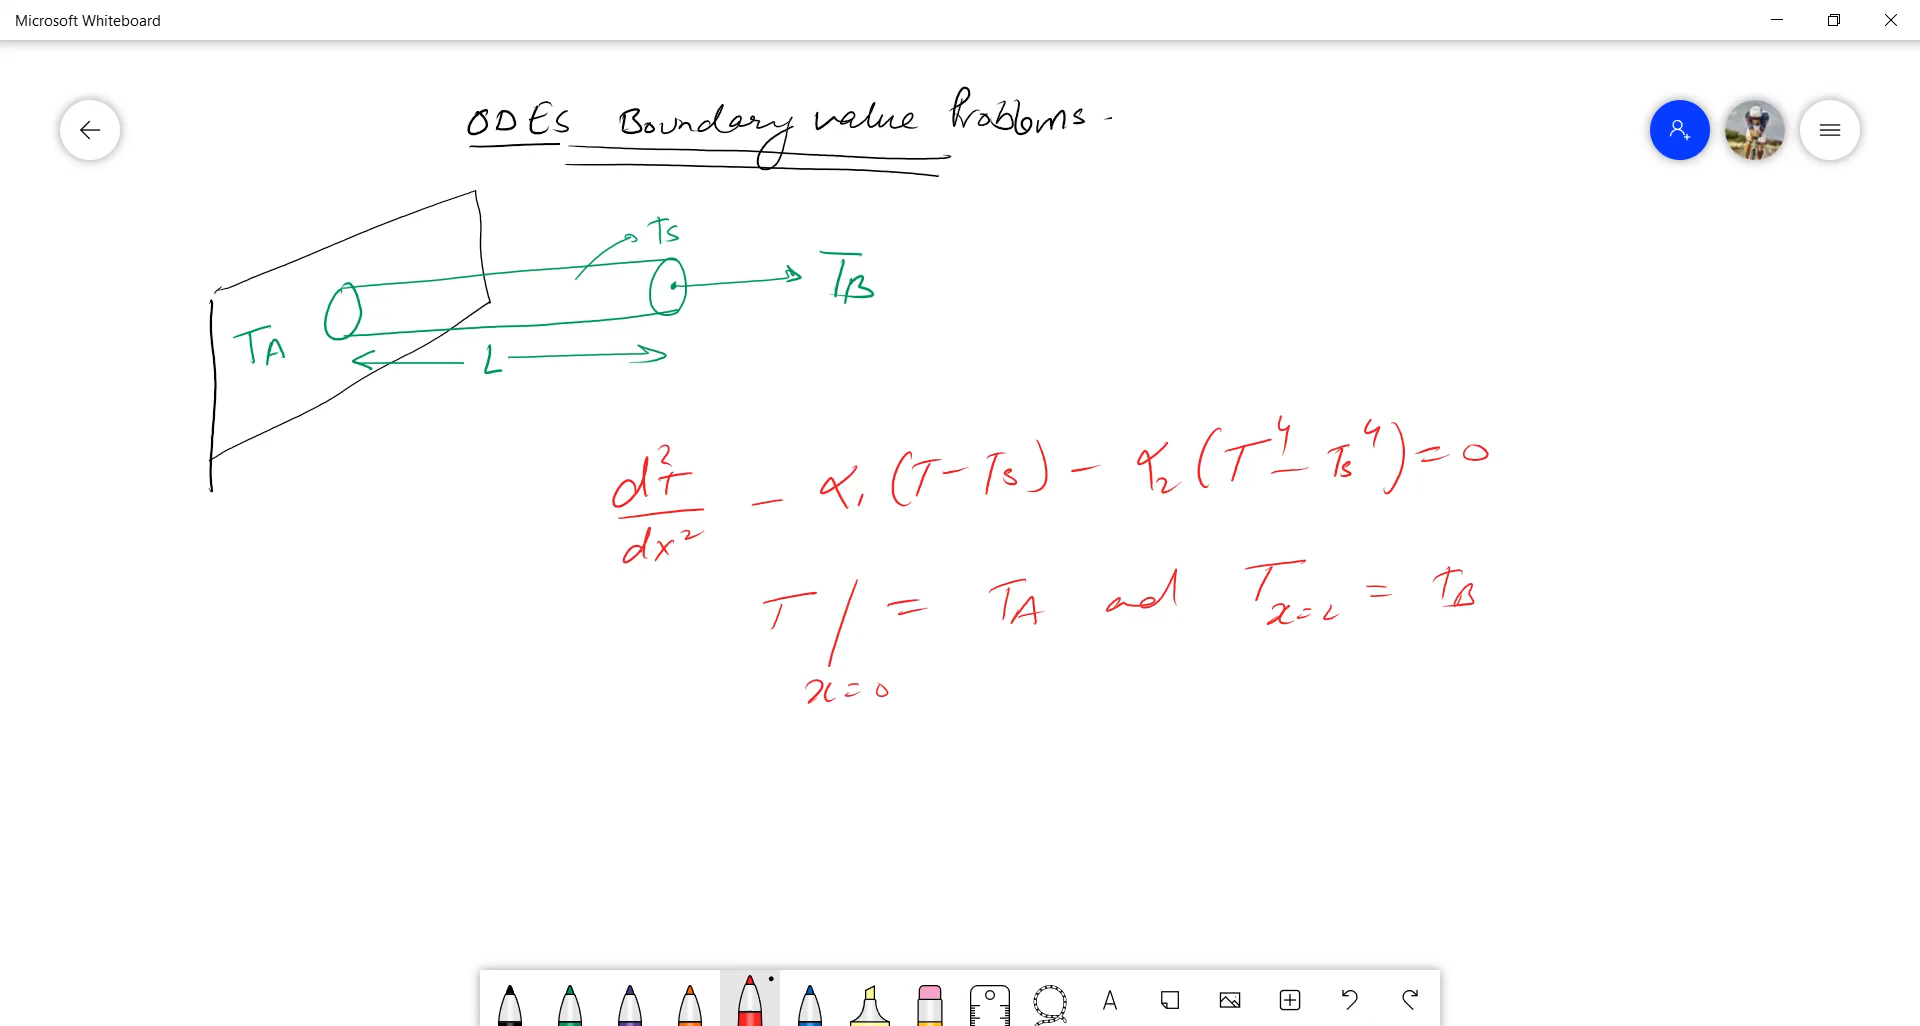 Microsoft Whiteboard
ODEs Boundary value Problems -
Ts
TB
TA
L
d²T/dx² - α₁ (T - Ts) - α₂ (T⁴ - Ts⁴) = 0
T/x=0 = TA and Tx=L = TB
A